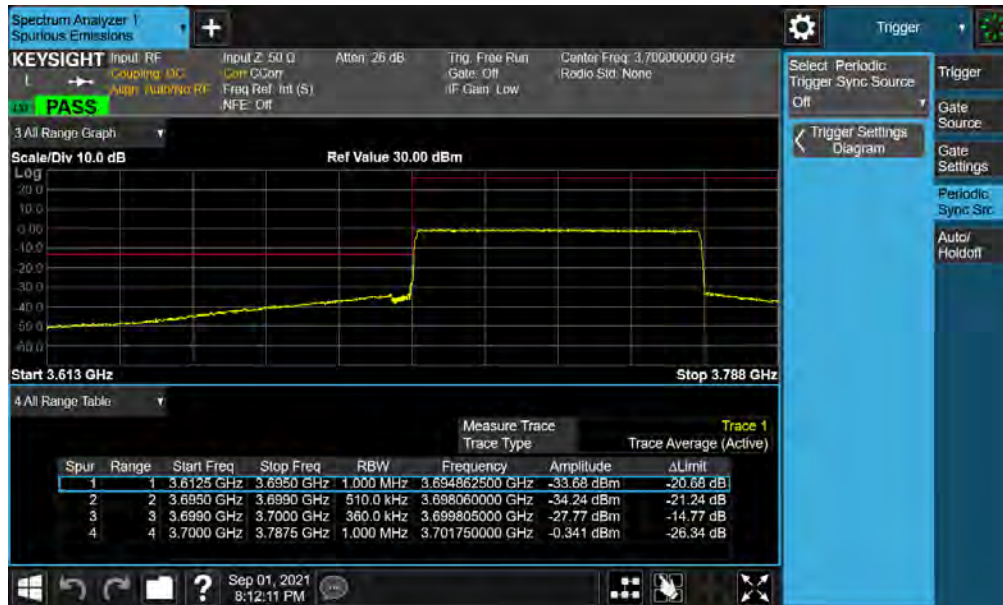 Spectrum Analyzer 1
Spurious Emissions
+
Trigger
KEYSIGHT Input: RF Input Z: 50 Ω Atten: 26 dB Trig: Free Run Center Freq: 3.700000000 GHz
L Coupling: DC Corr CCorr Gate: Off Radio Std: None
Align: Auto/No RF Freq Ref: Int (S) IF Gain: Low
PASS NFE: Off
3 All Range Graph
Scale/Div 10.0 dB Ref Value 30.00 dBm
Log
20.0
10.0
0.00
-10.0
-20.0
-30.0
-40.0
-50.0
-60.0
Start 3.613 GHz Stop 3.788 GHz
4 All Range Table
Measure Trace Trace 1
Trace Type Trace Average (Active)
Spur Range Start Freq Stop Freq RBW Frequency Amplitude ΔLimit
1 1 3.6125 GHz 3.6950 GHz 1.000 MHz 3.694862500 GHz -33.68 dBm -20.68 dB
2 2 3.6950 GHz 3.6990 GHz 510.0 kHz 3.698060000 GHz -34.24 dBm -21.24 dB
3 3 3.6990 GHz 3.7000 GHz 360.0 kHz 3.699805000 GHz -27.77 dBm -14.77 dB
4 4 3.7000 GHz 3.7875 GHz 1.000 MHz 3.701750000 GHz -0.341 dBm -26.34 dB
?
Sep 01, 2021
8:12:11 PM
Select Periodic
Trigger Sync Source
Off
Trigger Settings
Diagram
Trigger
Gate
Source
Gate
Settings
Periodic
Sync Src
Auto/
Holdoff